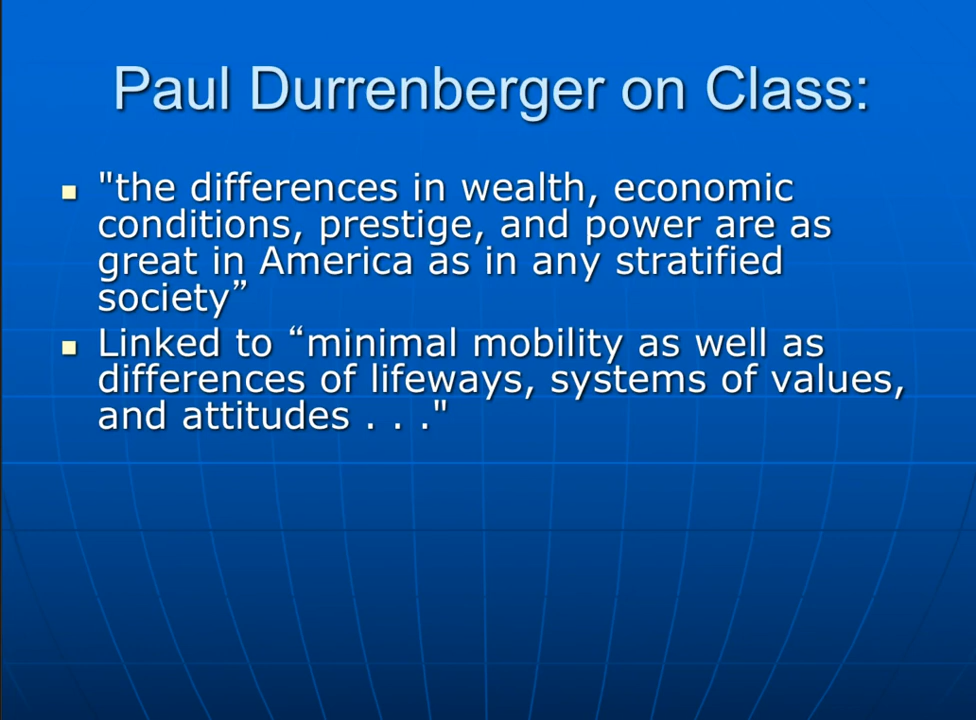 Paul Durrenberger on Class:
"the differences in wealth, economic
conditions, prestige, and power are as
great in America as in any stratified
society”
Linked to “minimal mobility as well as
differences of lifeways, systems of values,
and attitudes . . ."